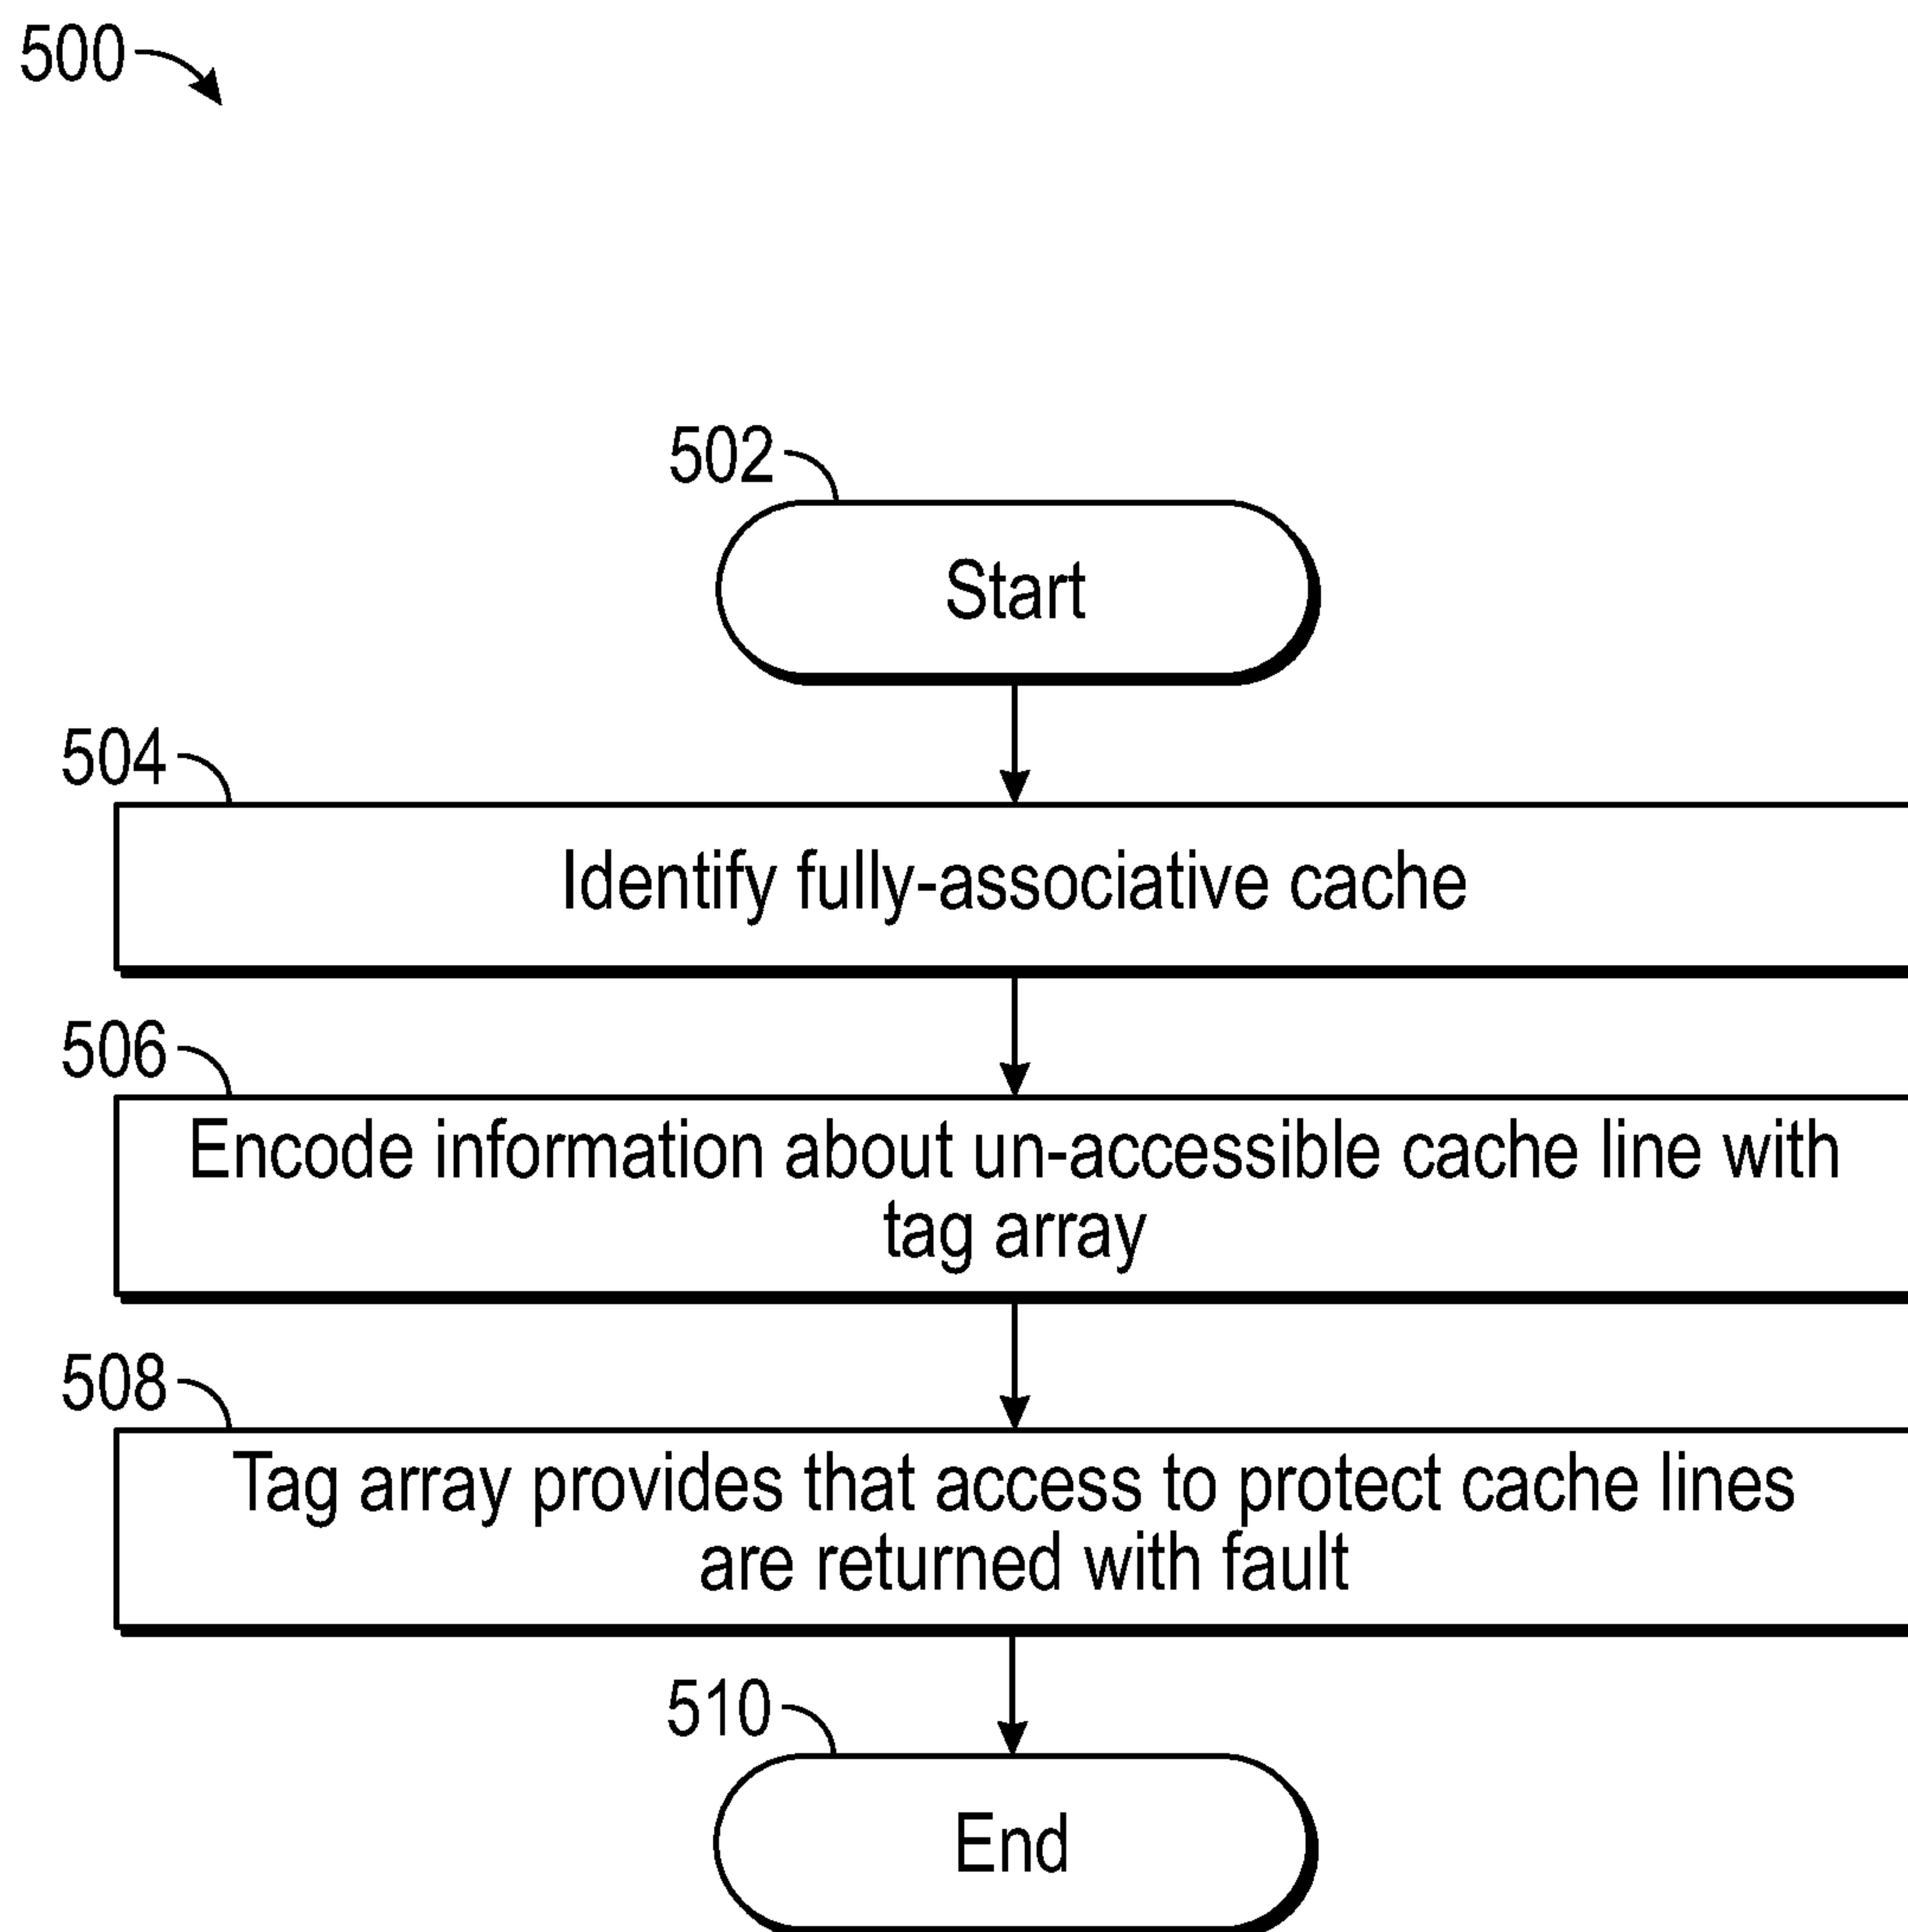 500
502
Start
504
Identify fully-associative cache
506
Encode information about un-accessible cache line with
tag array
508
Tag array provides that access to protect cache lines
are returned with fault
510
End